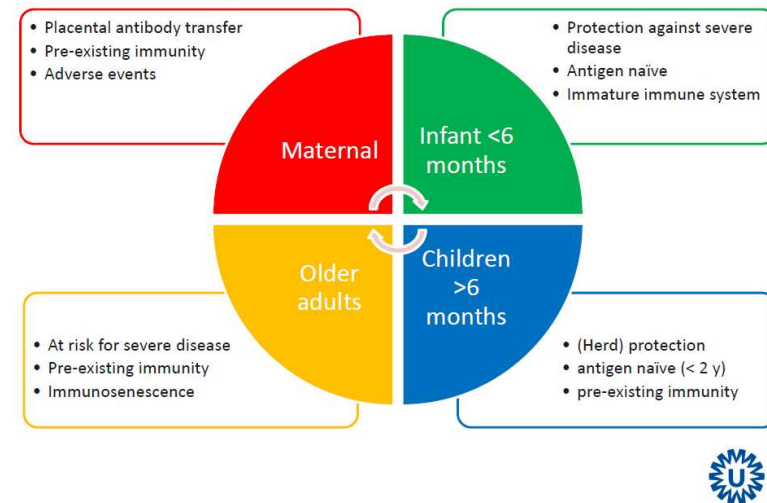 • Placental antibody transfer
• Pre-existing immunity
• Adverse events
• Protection against severe
disease
• Antigen naïve
• Immature immune system
Maternal
Infant <6
months
Older
adults
Children
>6
months
• At risk for severe disease
• Pre-existing immunity
• Immunosenescence
• (Herd) protection
• antigen naïve (< 2 y)
• pre-existing immunity
U